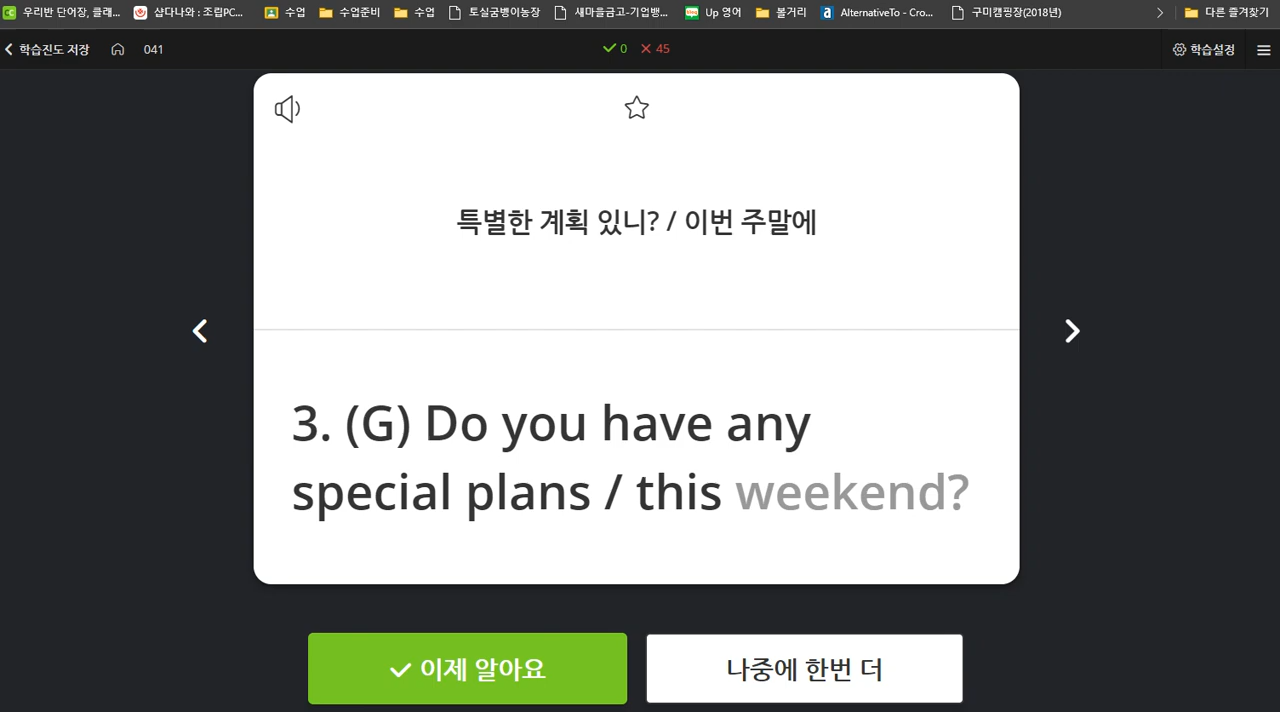 우리반 단어장, 클래... 샵다나와 : 조립PC... 수업 수업준비 수업 토실굼벵이농장 새마을금고-기업뱅... Up 영어 볼거리 AlternativeTo - Cro... 구미캠핑장(2018년) 다른 즐겨찾기
학습진도 저장 041 0 45 학습설정
특별한 계획 있니? / 이번 주말에
3. (G) Do you have any
special plans / this weekend?
이제 알아요 나중에 한번 더